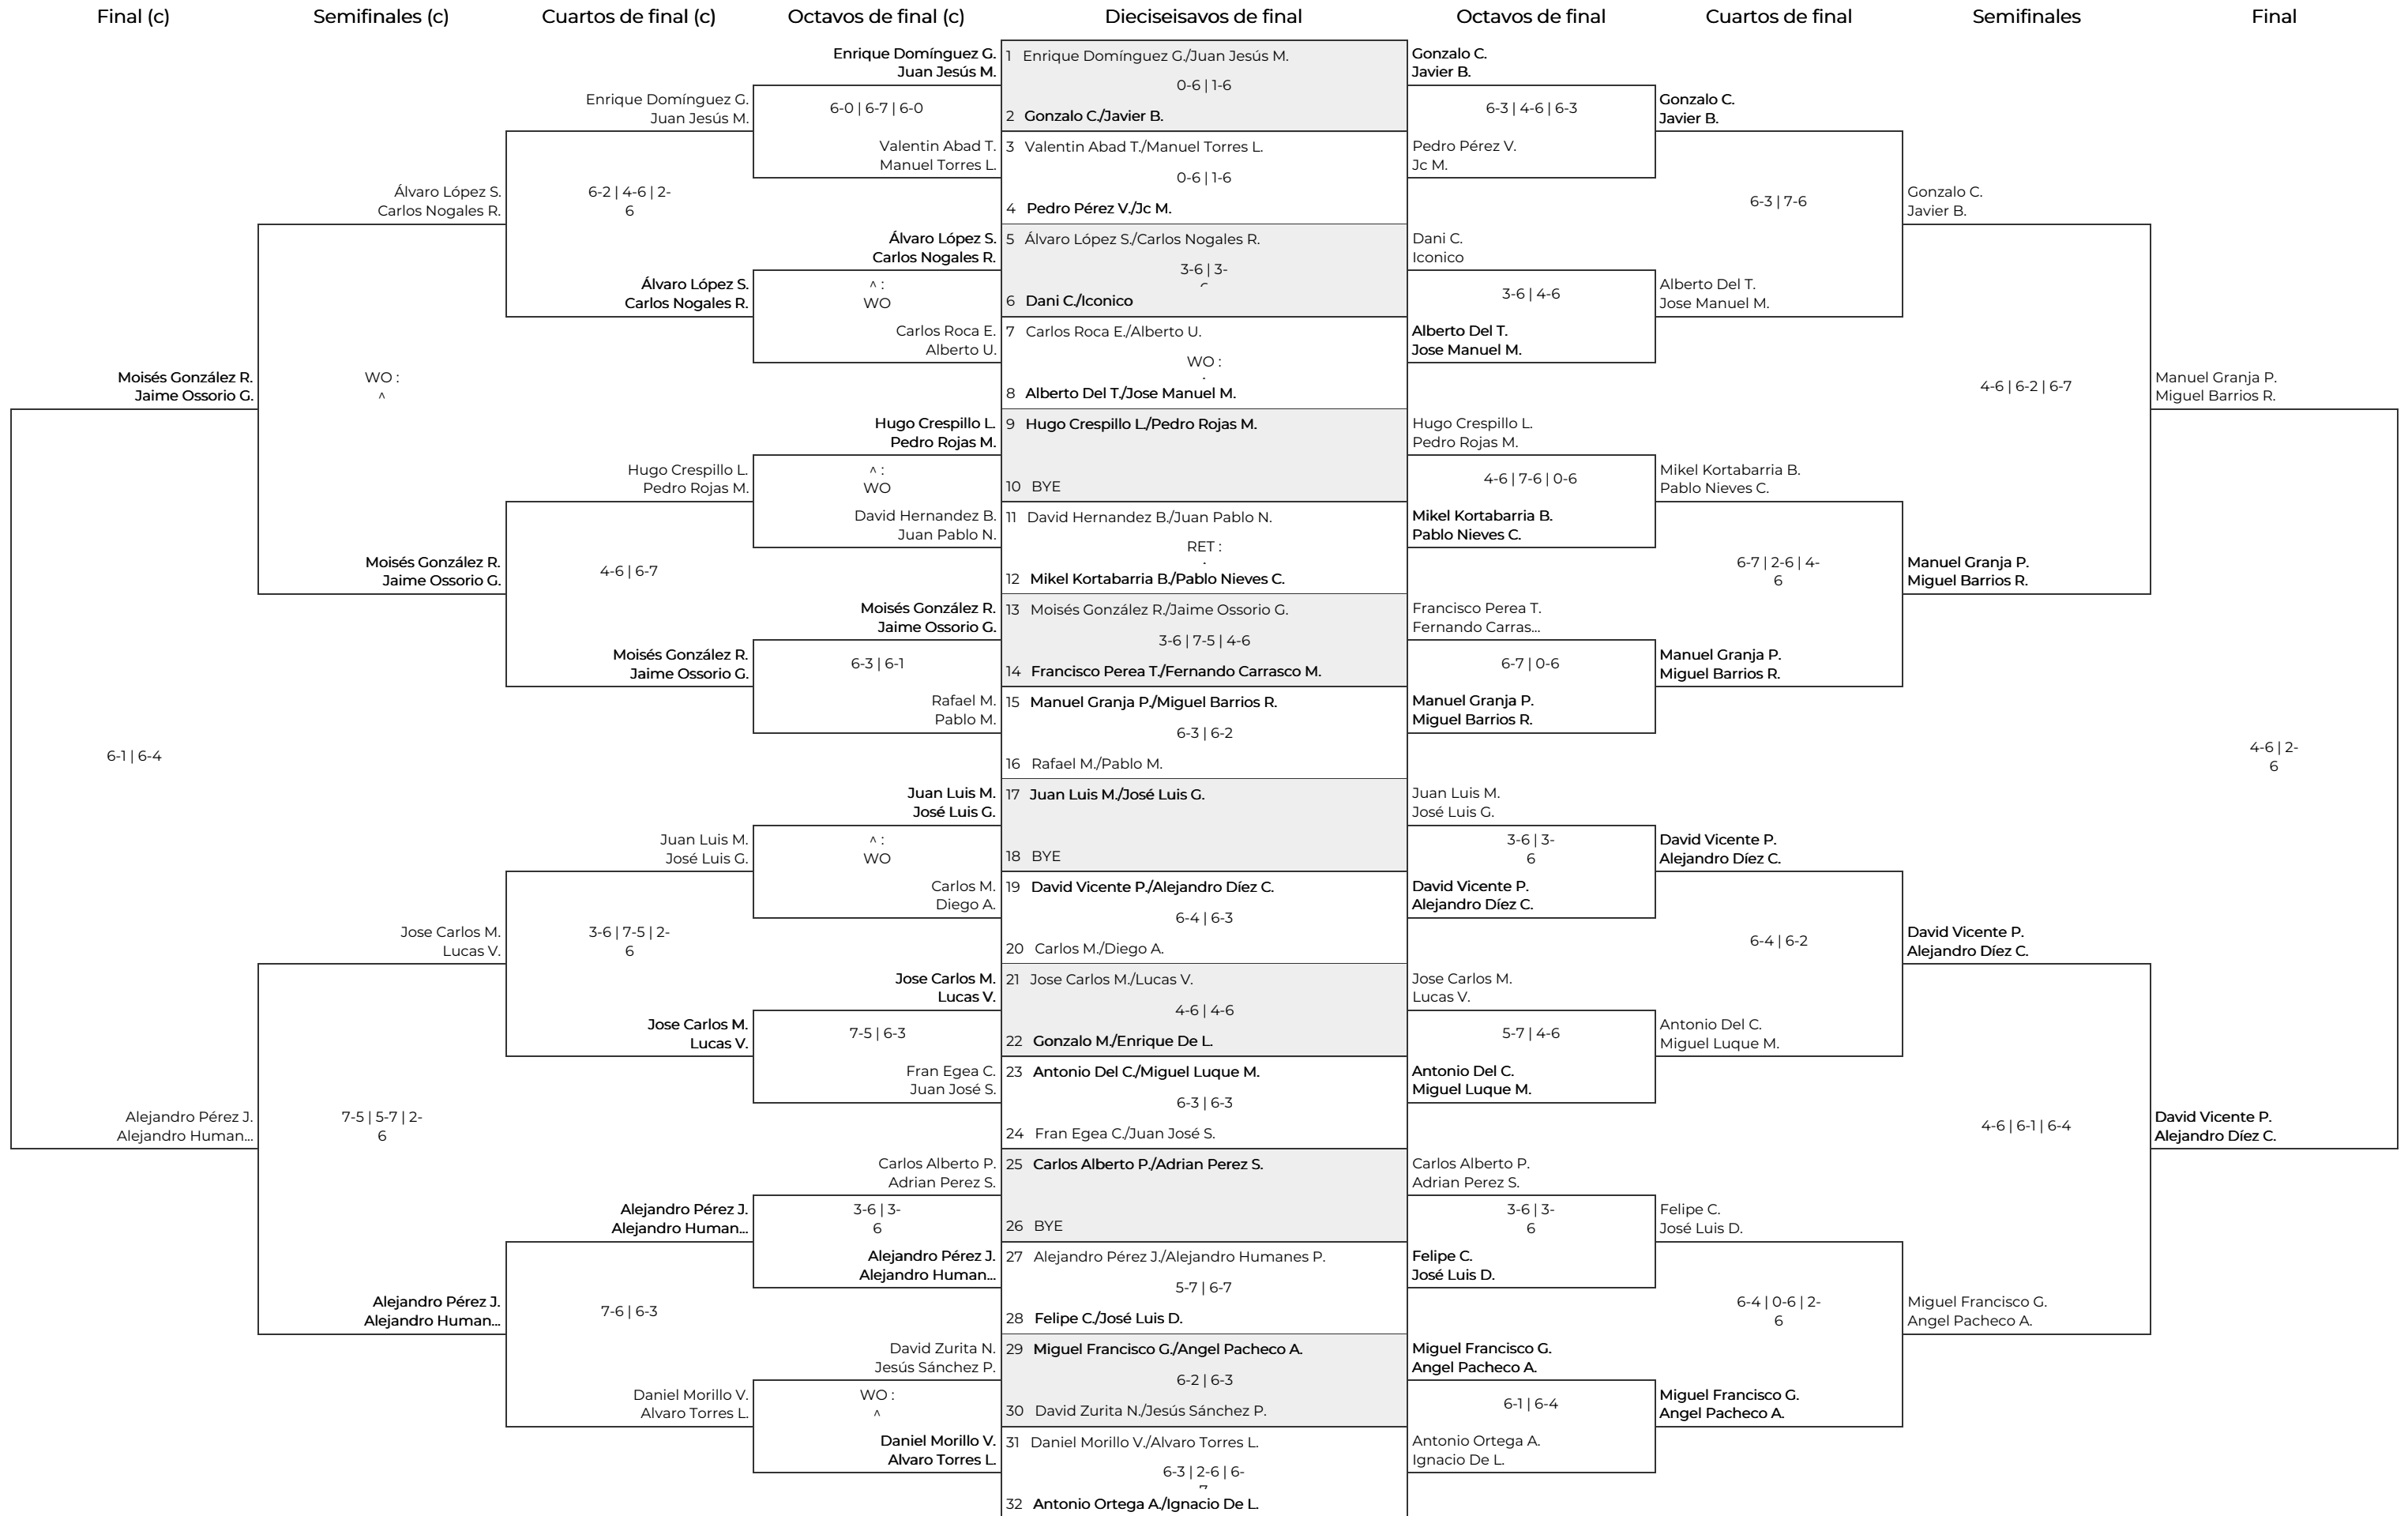 Final (c)
Semifinales (c)
Cuartos de final (c)
Octavos de final (c)
Dieciseisavos de final
Octavos de final
Cuartos de final
Semifinales
Final
Moisés González R.
Jaime Ossorio G.
6-1 | 6-4
Alejandro Pérez J.
Alejandro Human...
Álvaro López S.
Carlos Nogales R.
WO :
^
Moisés González R.
Jaime Ossorio G.
Jose Carlos M.
Lucas V.
7-5 | 5-7 | 2-
6
Alejandro Pérez J.
Alejandro Human...
Enrique Domínguez G.
Juan Jesús M.
6-2 | 4-6 | 2-
6
Álvaro López S.
Carlos Nogales R.
Hugo Crespillo L.
Pedro Rojas M.
4-6 | 6-7
Moisés González R.
Jaime Ossorio G.
Juan Luis M.
José Luis G.
3-6 | 7-5 | 2-
6
Jose Carlos M.
Lucas V.
Alejandro Pérez J.
Alejandro Human...
7-6 | 6-3
Daniel Morillo V.
Alvaro Torres L.
Enrique Domínguez G.
Juan Jesús M.
6-0 | 6-7 | 6-0
Valentin Abad T.
Manuel Torres L.
Álvaro López S.
Carlos Nogales R.
^ :
WO
Carlos Roca E.
Alberto U.
Hugo Crespillo L.
Pedro Rojas M.
^ :
WO
David Hernandez B.
Juan Pablo N.
Moisés González R.
Jaime Ossorio G.
6-3 | 6-1
Rafael M.
Pablo M.
Juan Luis M.
José Luis G.
^ :
WO
Carlos M.
Diego A.
Jose Carlos M.
Lucas V.
7-5 | 6-3
Fran Egea C.
Juan José S.
Carlos Alberto P.
Adrian Perez S.
3-6 | 3-
6
Alejandro Pérez J.
Alejandro Human...
David Zurita N.
Jesús Sánchez P.
WO :
^
Daniel Morillo V.
Alvaro Torres L.
1 Enrique Domínguez G./Juan Jesús M.
0-6 | 1-6
2 Gonzalo C./Javier B.
3 Valentin Abad T./Manuel Torres L.
0-6 | 1-6
4 Pedro Pérez V./Jc M.
5 Álvaro López S./Carlos Nogales R.
3-6 | 3-
6 Dani C./Iconico
7 Carlos Roca E./Alberto U.
WO :
8 Alberto Del T./Jose Manuel M.
9 Hugo Crespillo L./Pedro Rojas M.
10 BYE
11 David Hernandez B./Juan Pablo N.
RET :
12 Mikel Kortabarria B./Pablo Nieves C.
13 Moisés González R./Jaime Ossorio G.
3-6 | 7-5 | 4-6
14 Francisco Perea T./Fernando Carrasco M.
15 Manuel Granja P./Miguel Barrios R.
6-3 | 6-2
16 Rafael M./Pablo M.
17 Juan Luis M./José Luis G.
18 BYE
19 David Vicente P./Alejandro Díez C.
6-4 | 6-3
20 Carlos M./Diego A.
21 Jose Carlos M./Lucas V.
4-6 | 4-6
22 Gonzalo M./Enrique De L.
23 Antonio Del C./Miguel Luque M.
6-3 | 6-3
24 Fran Egea C./Juan José S.
25 Carlos Alberto P./Adrian Perez S.
26 BYE
27 Alejandro Pérez J./Alejandro Humanes P.
5-7 | 6-7
28 Felipe C./José Luis D.
29 Miguel Francisco G./Angel Pacheco A.
6-2 | 6-3
30 David Zurita N./Jesús Sánchez P.
31 Daniel Morillo V./Alvaro Torres L.
6-3 | 2-6 | 6-
32 Antonio Ortega A./Ignacio De L.
Gonzalo C.
Javier B.
6-3 | 4-6 | 6-3
Pedro Pérez V.
Jc M.
Dani C.
Iconico
3-6 | 4-6
Alberto Del T.
Jose Manuel M.
Hugo Crespillo L.
Pedro Rojas M.
4-6 | 7-6 | 0-6
Mikel Kortabarria B.
Pablo Nieves C.
Francisco Perea T.
Fernando Carras...
6-7 | 0-6
Manuel Granja P.
Miguel Barrios R.
Juan Luis M.
José Luis G.
3-6 | 3-
6
David Vicente P.
Alejandro Díez C.
Jose Carlos M.
Lucas V.
5-7 | 4-6
Antonio Del C.
Miguel Luque M.
Carlos Alberto P.
Adrian Perez S.
3-6 | 3-
6
Felipe C.
José Luis D.
Miguel Francisco G.
Angel Pacheco A.
6-1 | 6-4
Antonio Ortega A.
Ignacio De L.
Gonzalo C.
Javier B.
6-3 | 7-6
Alberto Del T.
Jose Manuel M.
Mikel Kortabarria B.
Pablo Nieves C.
6-7 | 2-6 | 4-
6
Manuel Granja P.
Miguel Barrios R.
David Vicente P.
Alejandro Díez C.
6-4 | 6-2
Antonio Del C.
Miguel Luque M.
Felipe C.
José Luis D.
6-4 | 0-6 | 2-
6
Miguel Francisco G.
Angel Pacheco A.
Gonzalo C.
Javier B.
4-6 | 6-2 | 6-7
Manuel Granja P.
Miguel Barrios R.
David Vicente P.
Alejandro Díez C.
4-6 | 6-1 | 6-4
Miguel Francisco G.
Angel Pacheco A.
Manuel Granja P.
Miguel Barrios R.
4-6 | 2-
6
David Vicente P.
Alejandro Díez C.